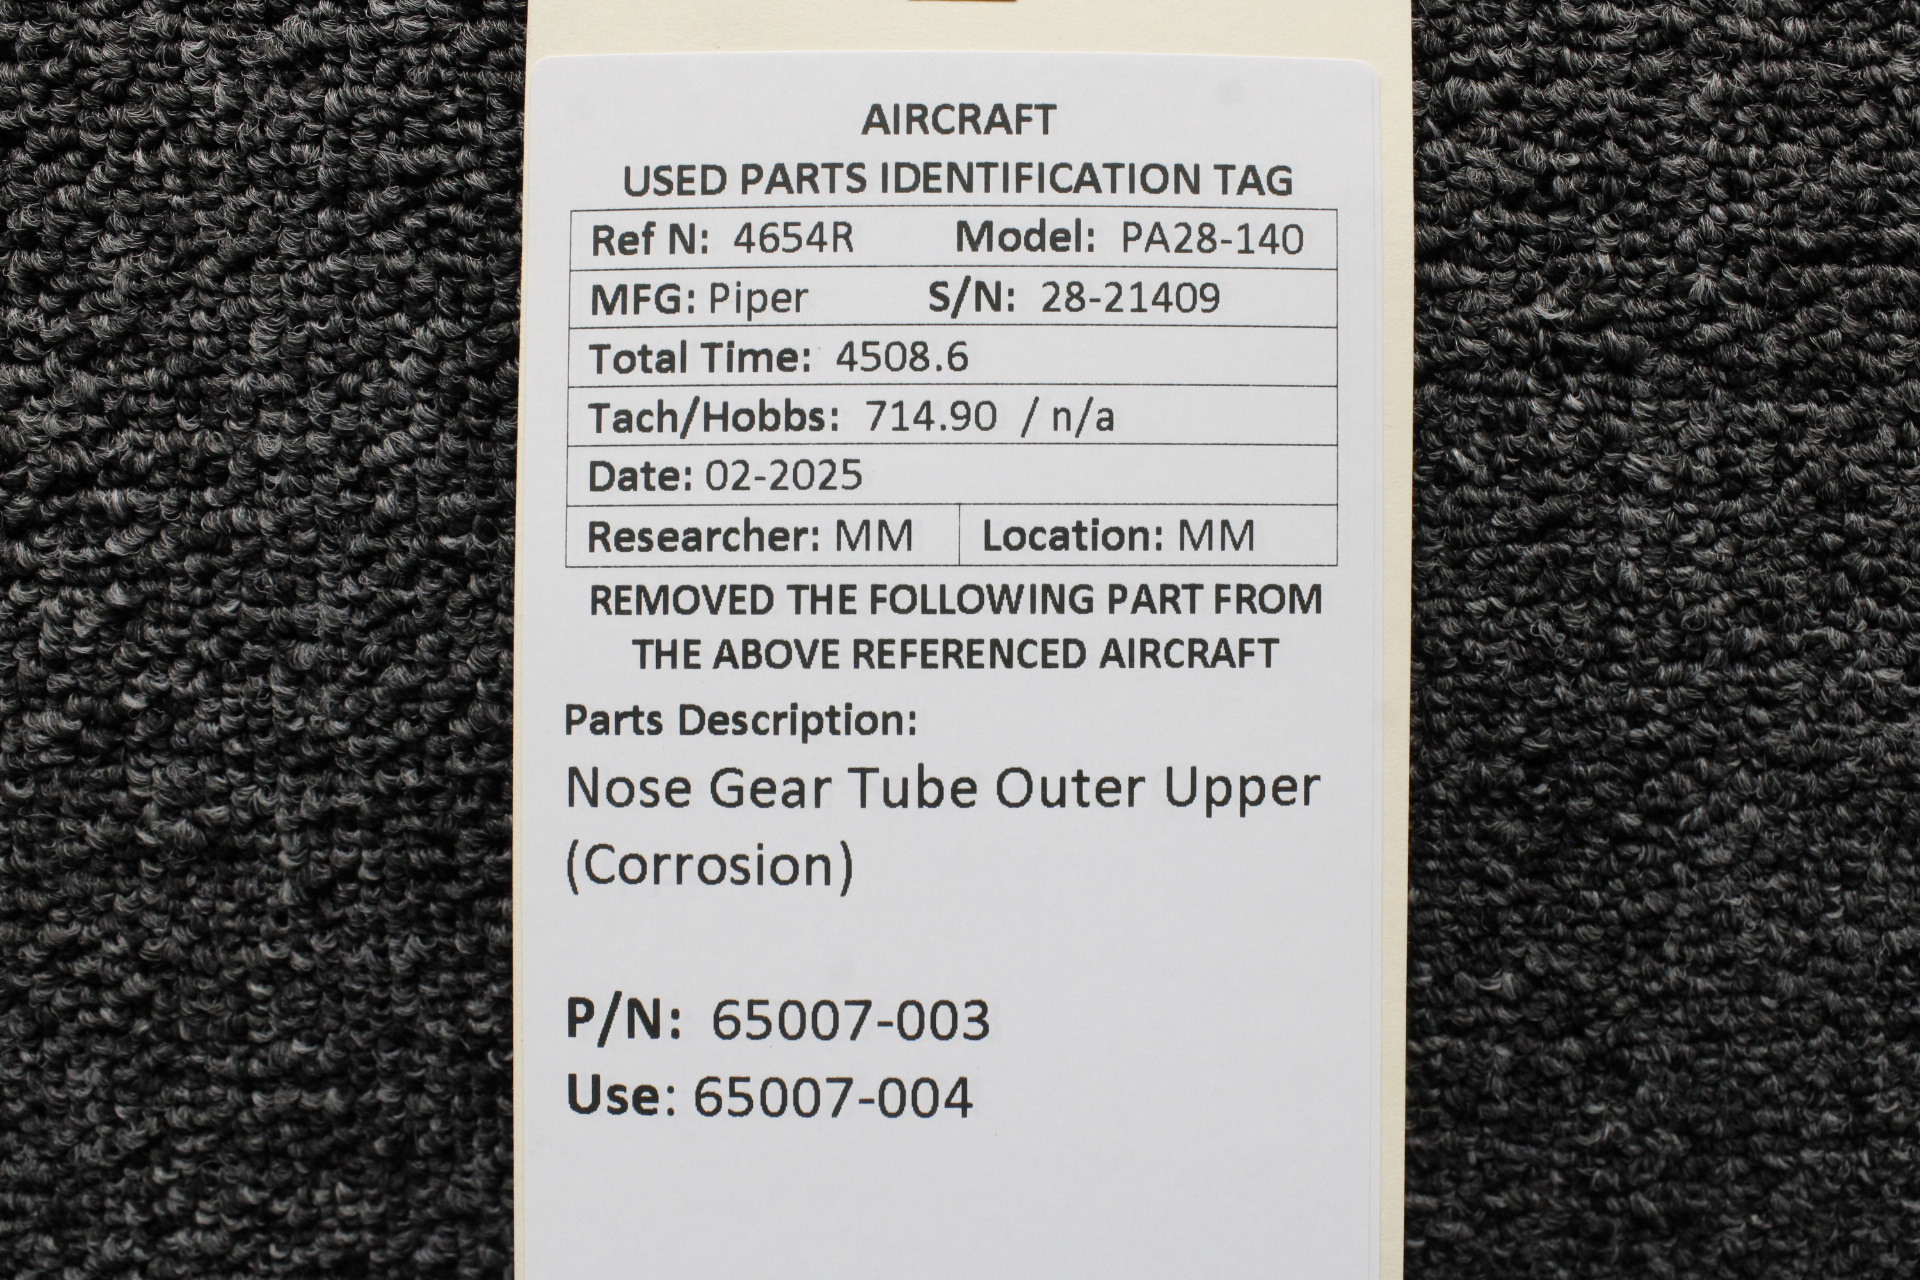 AIRCRAFT
USED PARTS IDENTIFICATION TAG
Ref N: 4654R Model: PA28-140
MFG: Piper S/N: 28-21409
Total Time: 4508.6
Tach/Hobbs: 714.90 / n/a
Date: 02-2025
Researcher: MM Location: MM
REMOVED THE FOLLOWING PART FROM
THE ABOVE REFERENCED AIRCRAFT
Parts Description:
Nose Gear Tube Outer Upper
(Corrosion)
P/N: 65007-003
Use: 65007-004